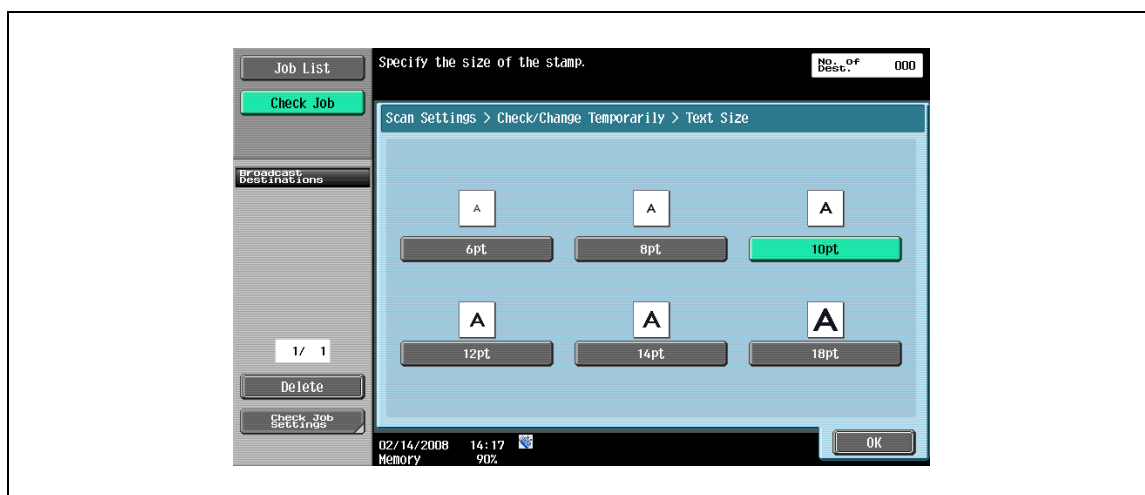 Job List
Check Job
Broadcast
Destinations
1/ 1
Delete
Check Job
Settings
Specify the size of the stamp.
No. of
Dest.
000
Scan Settings > Check/Change Temporarily > Text Size
A A A
6pt 8pt 10pt
A A A
12pt 14pt 18pt
02/14/2008 14:17
Memory 90%
OK